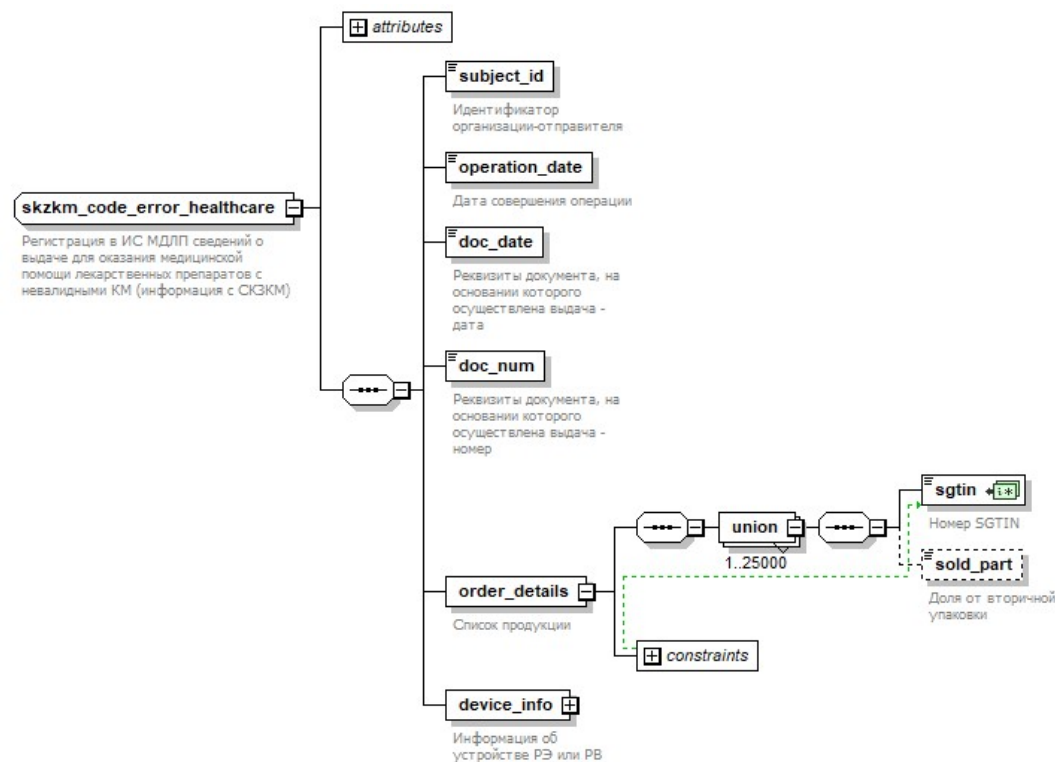 attributes
subject_id
Идентификатор
организации-отправителя
operation_date
Дата совершения операции
skzkm_code_error_healthcare
Регистрация в ИС МДЛП сведений о
выдаче для оказания медицинской
помощи лекарственных препаратов с
невалидными КМ (информация с СКЗКМ)
doc_date
Реквизиты документа, на
основании которого
осуществлена выдача -
дата
doc_num
Реквизиты документа, на
основании которого
осуществлена выдача -
номер
order_details
Список продукции
union
1..25000
sgtin
Номер SGTIN
sold_part
Доля от вторичной
упаковки
constraints
device_info
Информация об
устройстве РЭ или РВ